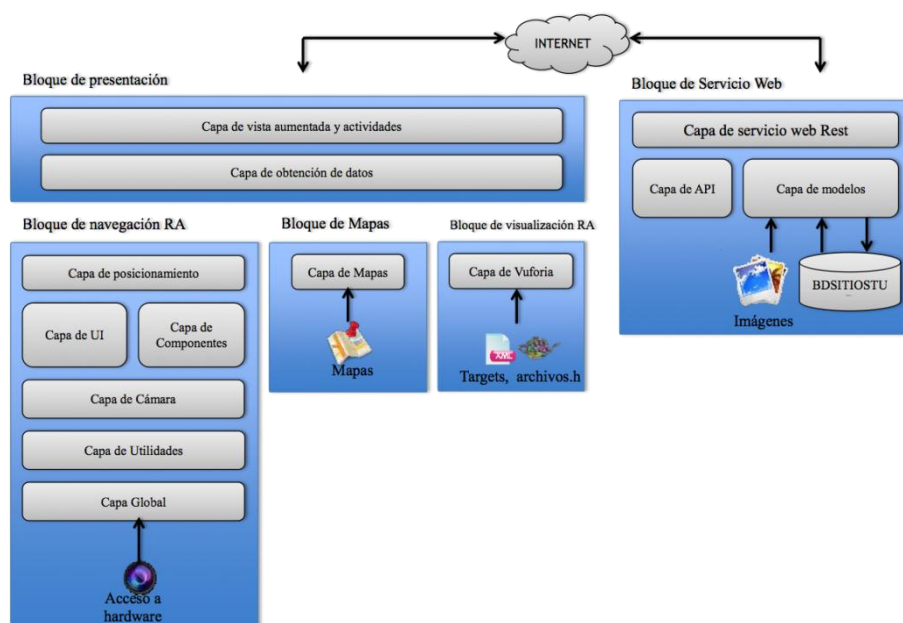 INTERNET
Bloque de presentación
Capa de vista aumentada y actividades
Capa de obtención de datos
Bloque de Servicio Web
Capa de servicio web Rest
Capa de API
Capa de modelos
Imágenes
BDSITIOSTU
Bloque de navegación RA
Capa de posicionamiento
Capa de UI
Capa de
Componentes
Capa de Cámara
Capa de Utilidades
Capa Global
Acceso a
hardware
Bloque de Mapas
Capa de Mapas
Mapas
Bloque de visualización RA
Capa de Vuforia
XML
Targets, archivos.h